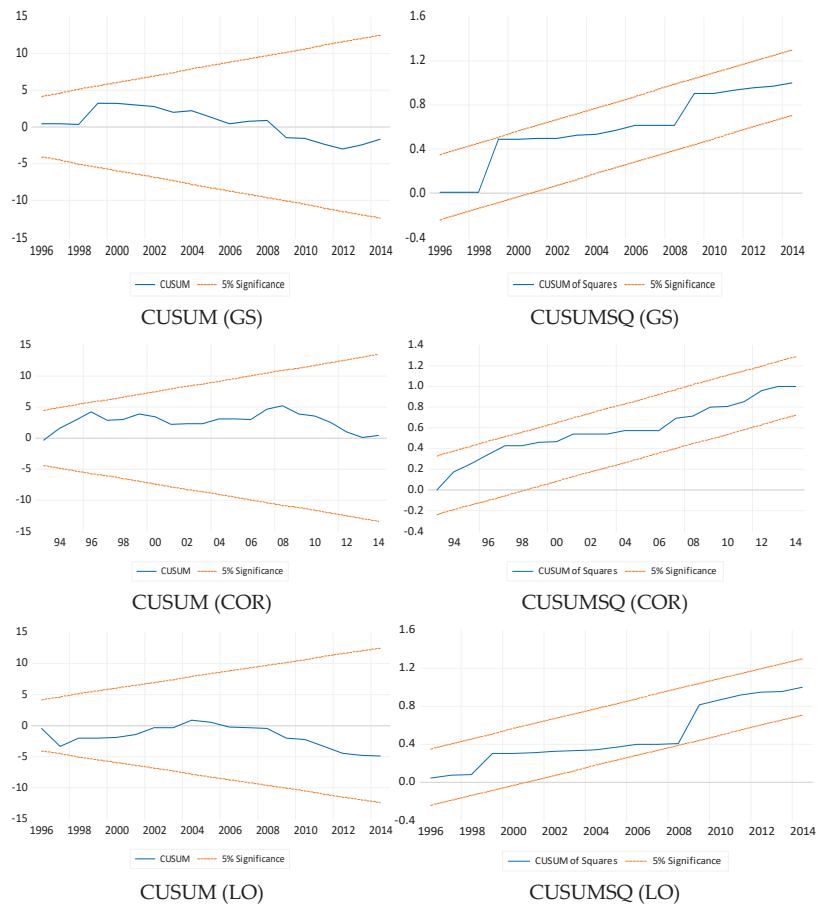 15
10
5
0
-5
-10
-15
1996 1998 2000 2002 2004 2006 2008 2010 2012 2014
CUSUM 5% Significance
CUSUM (GS)
1.6
1.2
0.8
0.4
0.0
-0.4
1996 1998 2000 2002 2004 2006 2008 2010 2012 2014
CUSUM of Squares 5% Significance
CUSUMSQ (GS)
15
10
5
0
-5
-10
-15
94 96 98 00 02 04 06 08 10 12 14
CUSUM 5% Significance
CUSUM (COR)
1.4
1.2
1.0
0.8
0.6
0.4
0.2
0.0
-0.2
-0.4
94 96 98 00 02 04 06 08 10 12 14
CUSUM of Squares 5% Significance
CUSUMSQ (COR)
15
10
5
0
-5
-10
-15
1996 1998 2000 2002 2004 2006 2008 2010 2012 2014
CUSUM 5% Significance
CUSUM (LO)
1.6
1.2
0.8
0.4
0.0
-0.4
1996 1998 2000 2002 2004 2006 2008 2010 2012 2014
CUSUM of Squares 5% Significance
CUSUMSQ (LO)